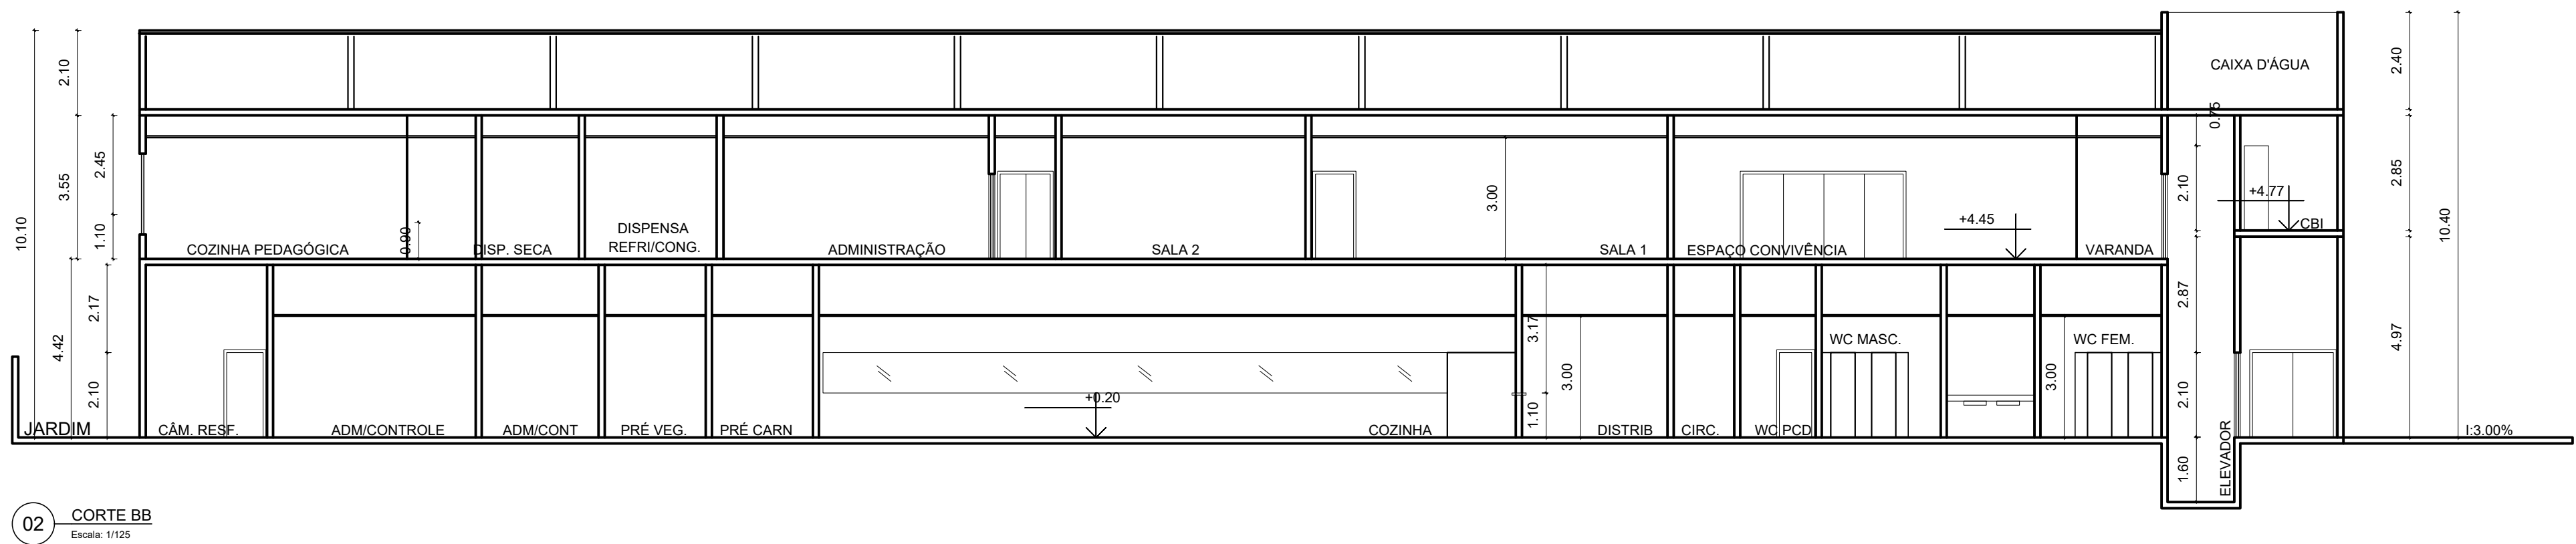 2.10
CAIXA D'ÁGUA
2.40
0.75
2.45
3.55
1.10
10.10
3.00
2.10
+4.77
2.85
10.40
+4.45
CBI
COZINHA PEDAGÓGICA
0.90
DISP. SECA
DISPENSA
REFRI/CONG.
ADMINISTRAÇÃO
SALA 2
SALA 1
ESPAÇO CONVIVÊNCIA
VARANDA
2.17
4.42
2.10
3.17
3.00
1.10
WC MASC.
3.00
WC FEM.
2.87
2.10
4.97
+0.20
JARDIM
CÂM. RESF.
ADM/CONTROLE
ADM/CONT
PRÉ VEG.
PRÉ CARN
COZINHA
DISTRIB
CIRC.
WC PCD
I:3.00%
1.60
ELEVADOR
02
CORTE BB
Escala: 1/125